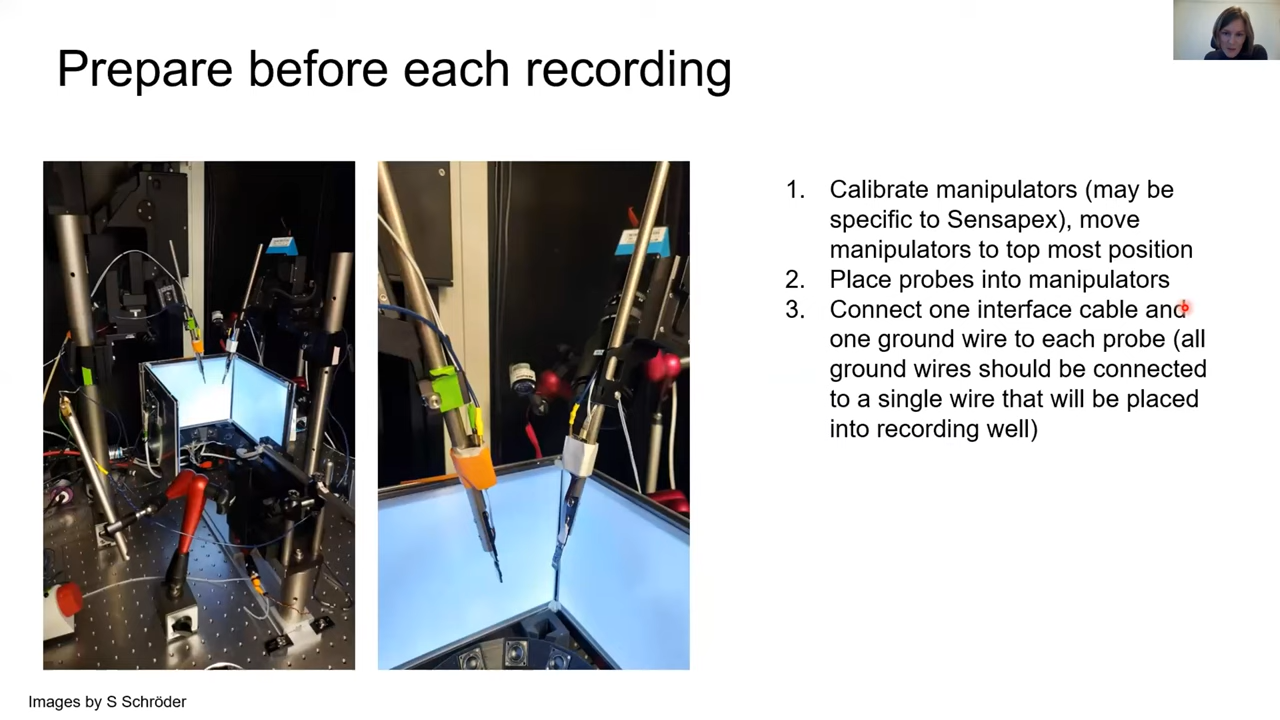 Prepare before each recording
1. Calibrate manipulators (may be
specific to Sensapex), move
manipulators to top most position
2. Place probes into manipulators
3. Connect one interface cable and
one ground wire to each probe (all
ground wires should be connected
to a single wire that will be placed
into recording well)
Images by S Schröder